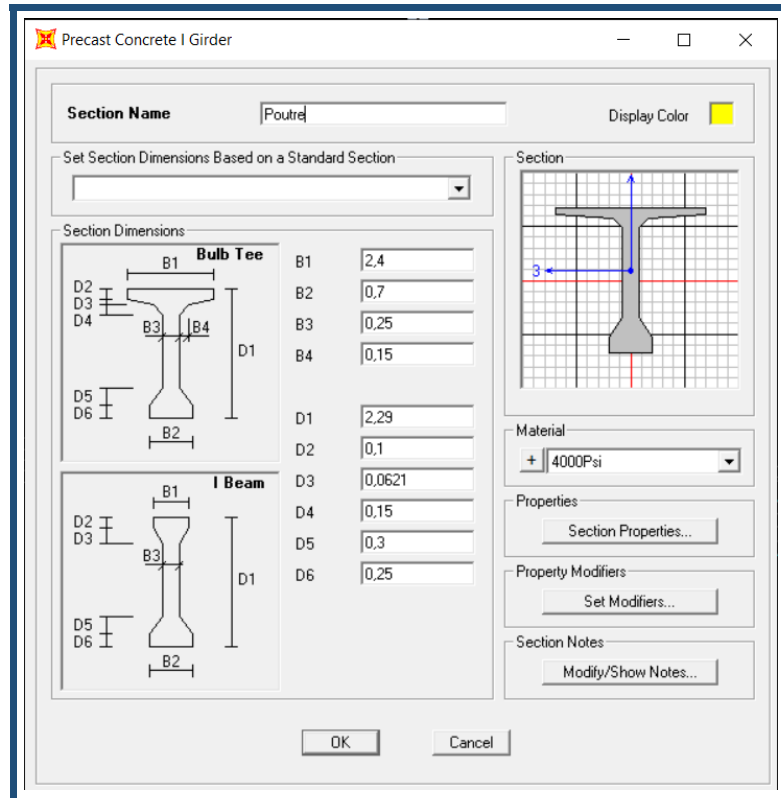 Precast Concrete I Girder
Section Name Poutre Display Color
Set Section Dimensions Based on a Standard Section
Section
3
Section Dimensions
Bulb Tee
B1
D2
D3
D4
B3 B4
D1
D5
D6
B2
I Beam
B1
D2
D3
B3
D1
D5
D6
B2
B1 2,4
B2 0,7
B3 0,25
B4 0,15
D1 2,29
D2 0,1
D3 0,0621
D4 0,15
D5 0,3
D6 0,25
Material
+ 4000Psi
Properties
Section Properties...
Property Modifiers
Set Modifiers...
Section Notes
Modify/Show Notes...
OK Cancel